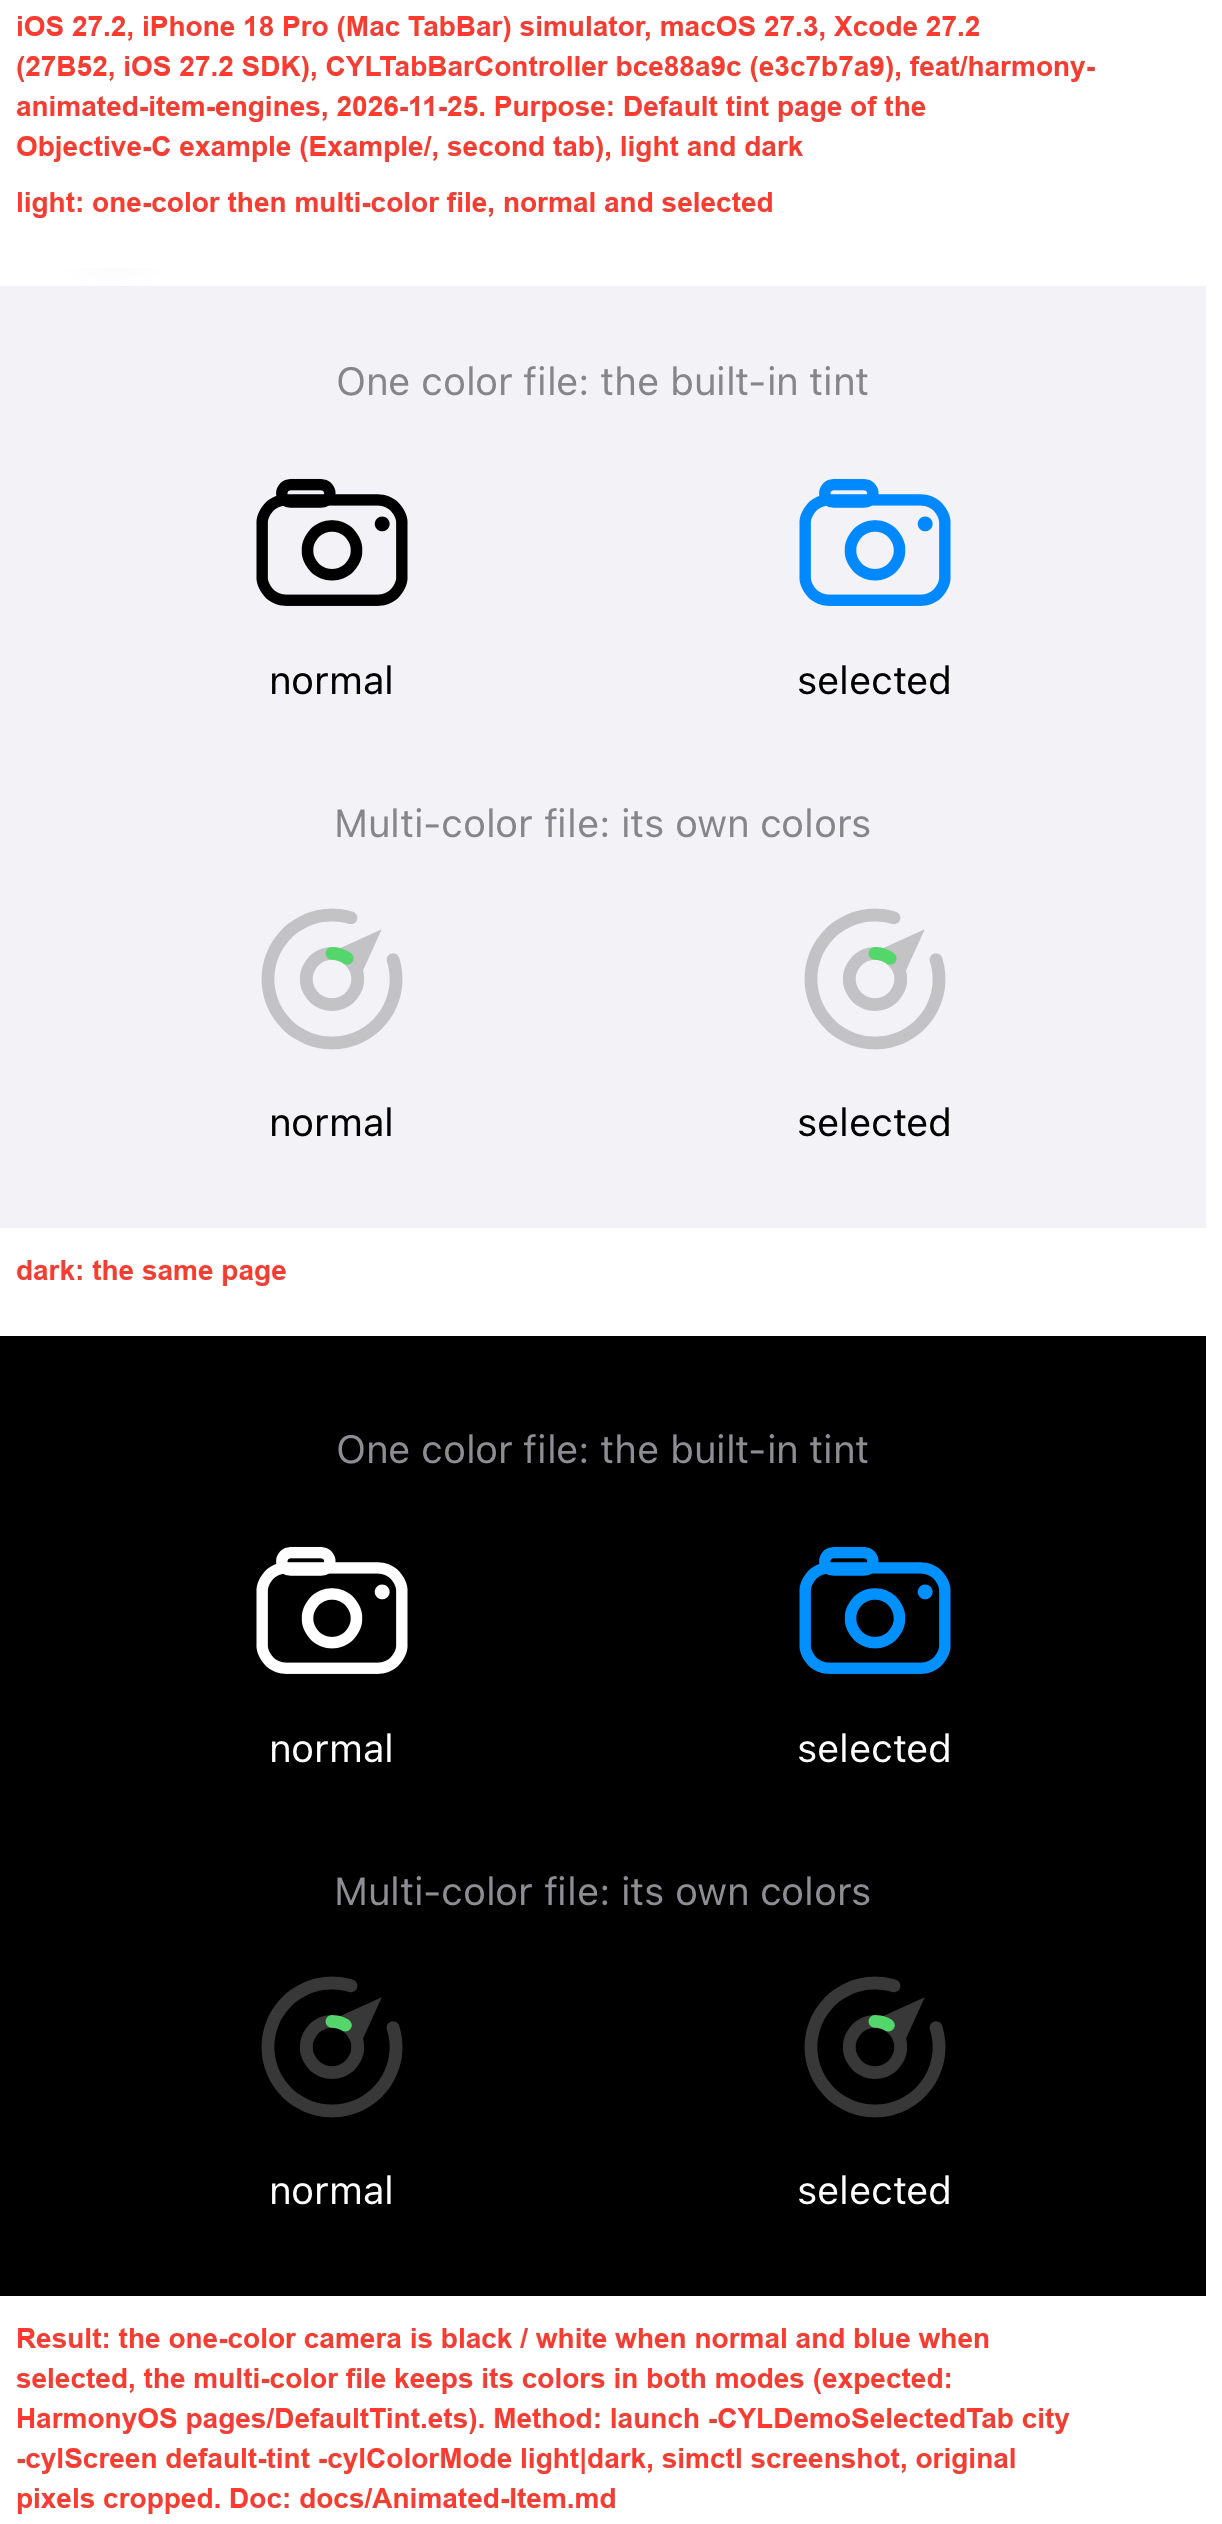 iOS 27.2, iPhone 18 Pro (Mac TabBar) simulator, macOS 27.3, Xcode 27.2
(27B52, iOS 27.2 SDK), CYLTabBarController bce88a9c (e3c7b7a9), feat/harmony-
animated-item-engines, 2026-11-25. Purpose: Default tint page of the
Objective-C example (Example/, second tab), light and dark
light: one-color then multi-color file, normal and selected
One color file: the built-in tint
normal
selected
Multi-color file: its own colors
normal
selected
dark: the same page
One color file: the built-in tint
normal
selected
Multi-color file: its own colors
normal
selected
Result: the one-color camera is black / white when normal and blue when
selected, the multi-color file keeps its colors in both modes (expected:
HarmonyOS pages/DefaultTint.ets). Method: launch -CYLDemoSelectedTab city
-cylScreen default-tint -cylColorMode light|dark, simctl screenshot, original
pixels cropped. Doc: docs/Animated-Item.md